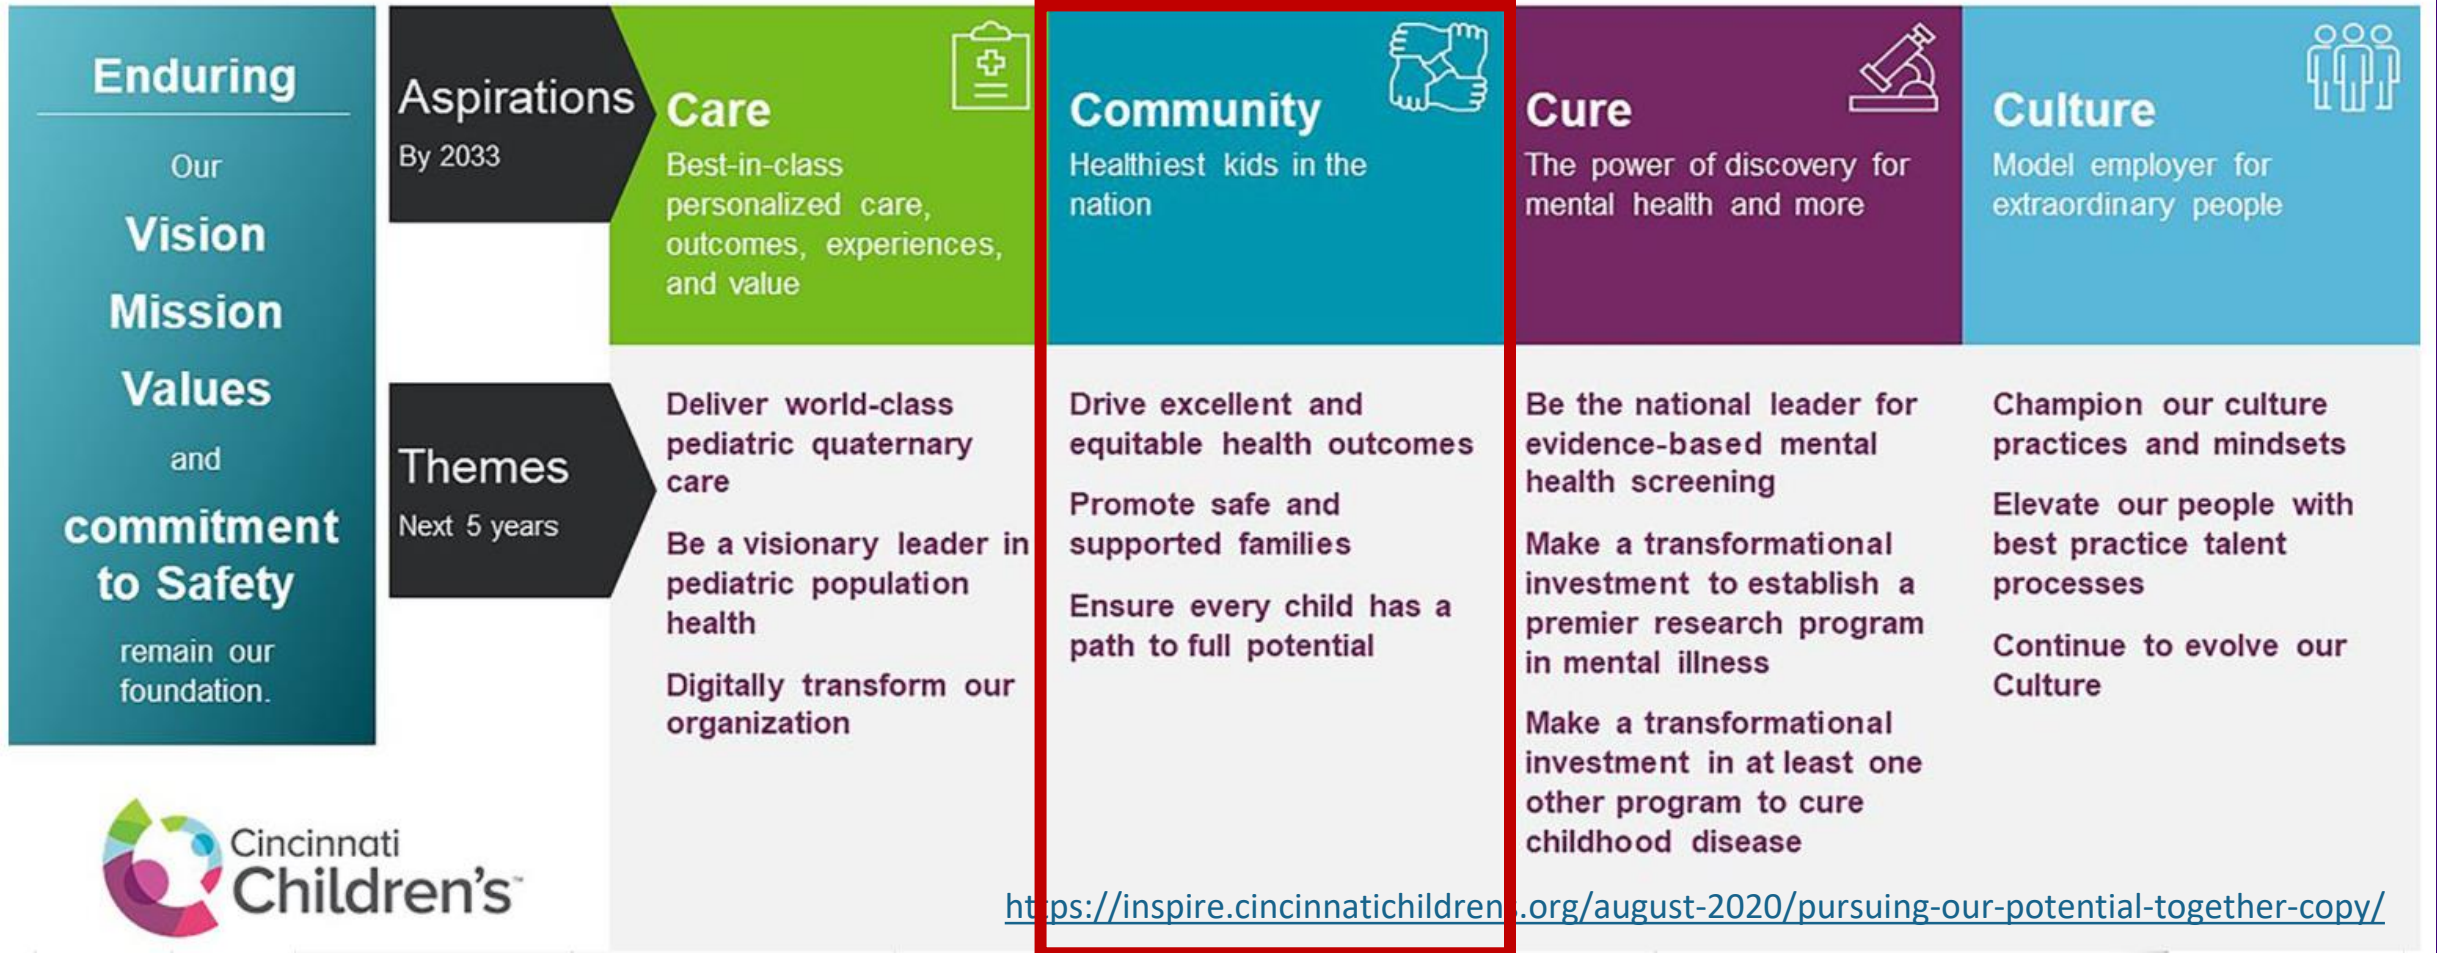 Enduring
Our
Vision
Mission
Values
and
commitment
to Safety
remain our
foundation.
Aspirations
By 2033
Care
Best-in-class
personalized care,
outcomes, experiences,
and value
Community
Healthiest kids in the
nation
Cure
The power of discovery for
mental health and more
Culture
Model employer for
extraordinary people
Themes
Next 5 years
Deliver world-class
pediatric quaternary
care
Be a visionary leader in
pediatric population
health
Digitally transform our
organization
Drive excellent and
equitable health outcomes
Promote safe and
supported families
Ensure every child has a
path to full potential
Be the national leader for
evidence-based mental
health screening
Make a transformational
investment to establish a
premier research program
in mental illness
Make a transformational
investment in at least one
other program to cure
childhood disease
Champion our culture
practices and mindsets
Elevate our people with
best practice talent
processes
Continue to evolve our
Culture
Cincinnati
Children's™
https://inspire.cincinnatichildrens.org/august-2020/pursuing-our-potential-together-copy/